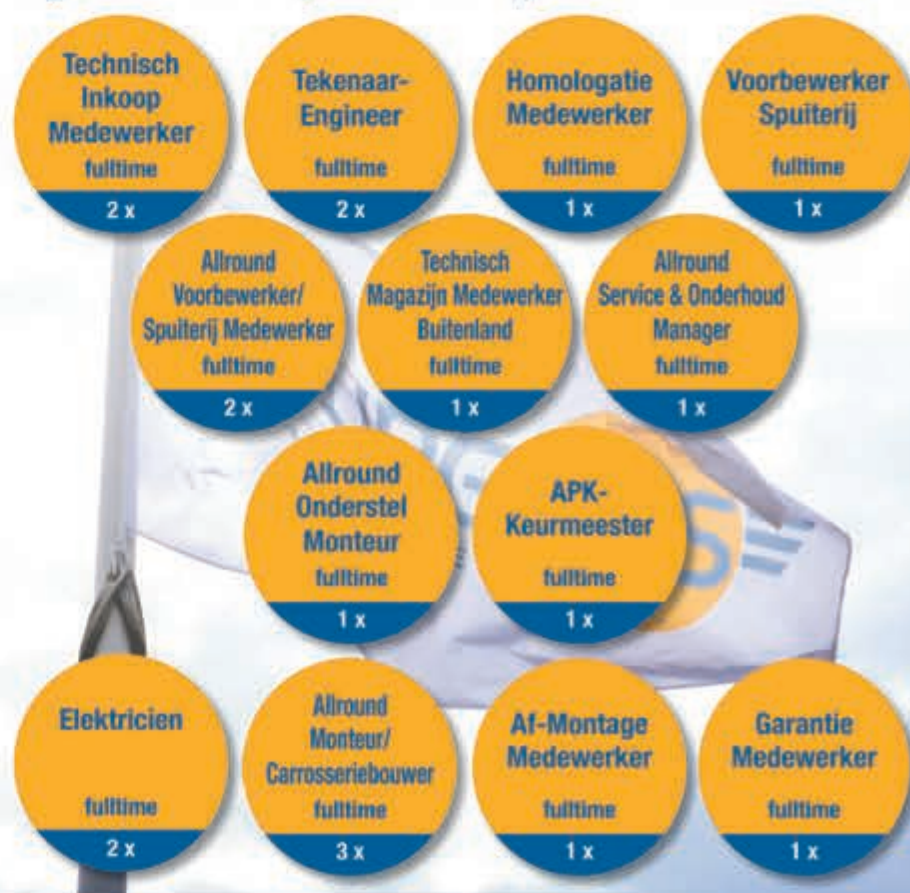 Technisch
Inkoop
Medewerker
fulltime
2 x
Tekenaar-
Engineer
fulltime
2 x
Homologatie
Medewerker
fulltime
1 x
Voorbewerker
Spuiterij
fulltime
1 x
Allround
Voorbewerker/
Spuiterij Medewerker
fulltime
2 x
Technisch
Magazijn Medewerker
Buitenland
fulltime
1 x
Allround
Service & Onderhoud
Manager
fulltime
1 x
Allround
Onderstel
Monteur
fulltime
1 x
APK-
Keurmeester
fulltime
1 x
Elektricien
fulltime
2 x
Allround
Monteur/
Carrosseriebouwer
fulltime
3 x
Af-Montage
Medewerker
fulltime
1 x
Garantie
Medewerker
fulltime
1 x